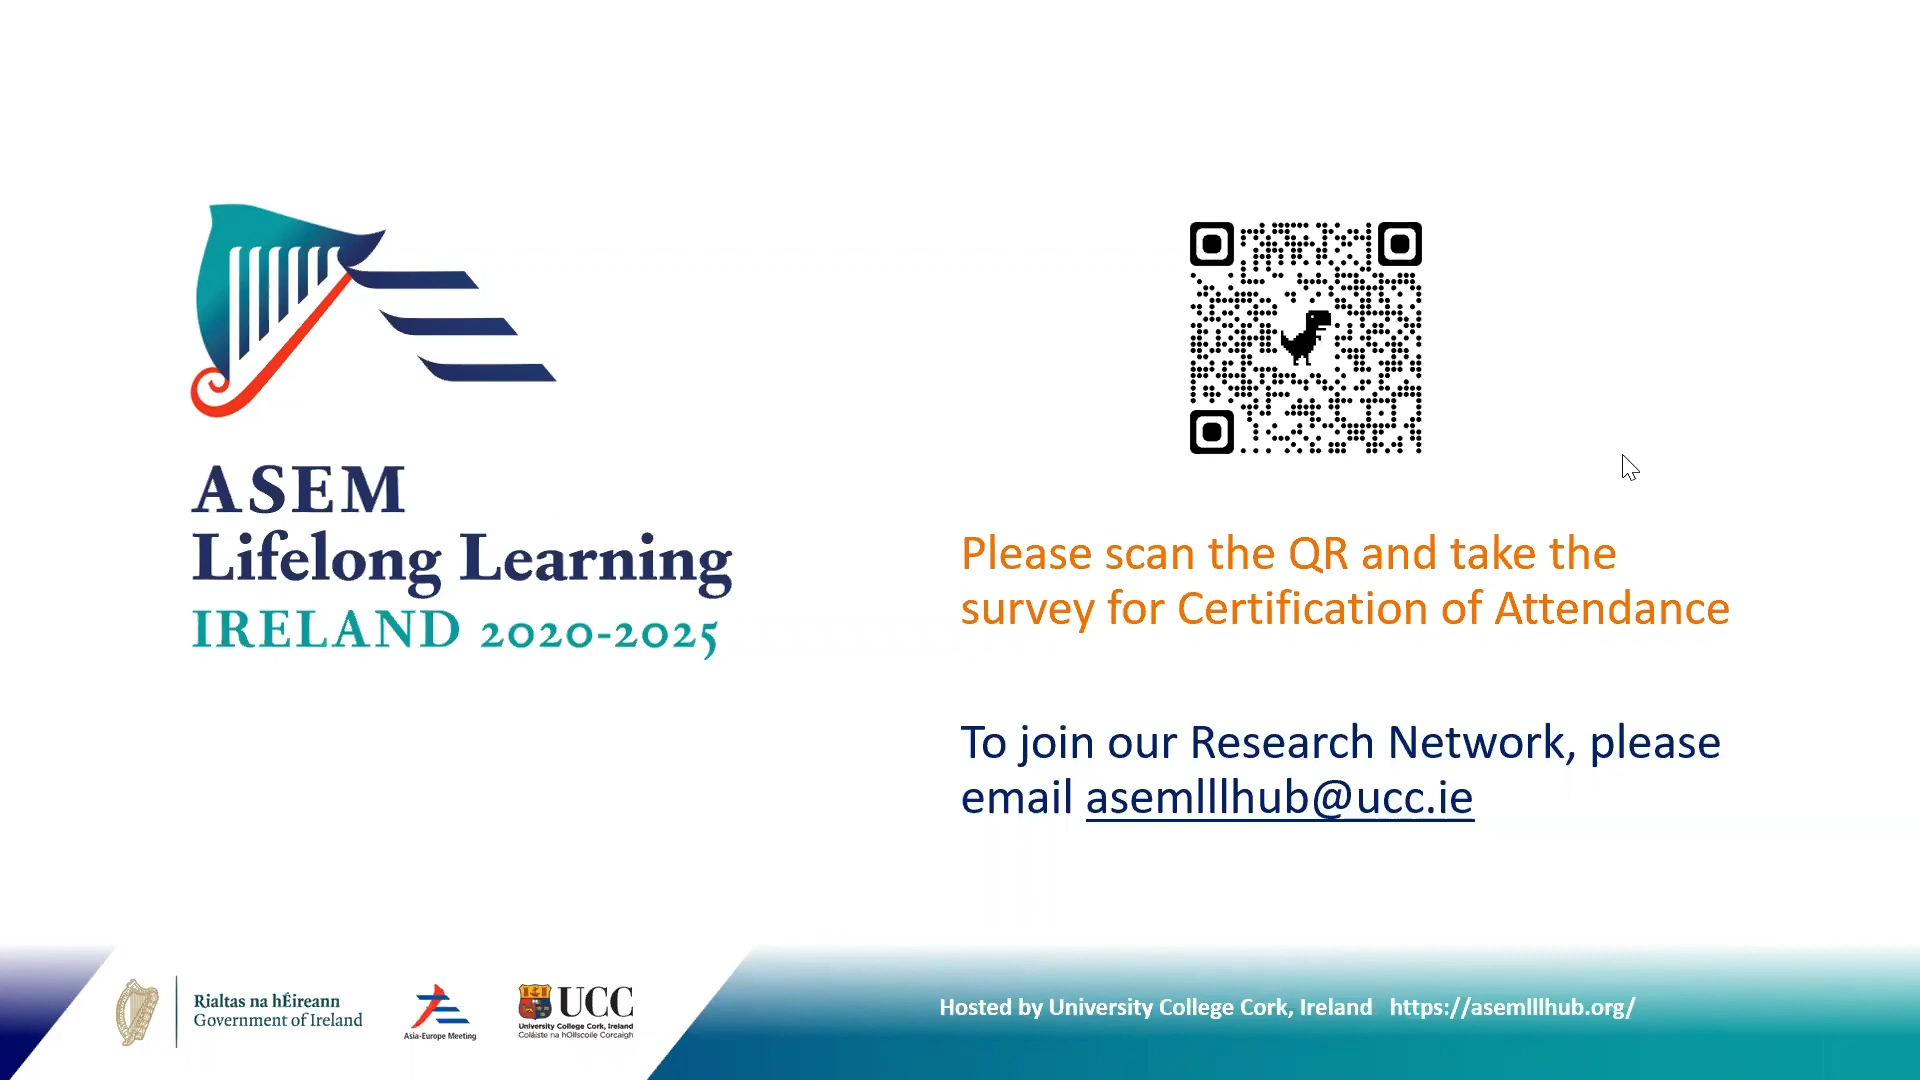 ASEM
Lifelong Learning
IRELAND 2020-2025
Please scan the QR and take the
survey for Certification of Attendance
To join our Research Network, please
email asemlllhub@ucc.ie
Rialtas na hÉireann
Government of Ireland
Asia-Europe Meeting
UCC
University College Cork, Ireland
Coláiste na hOllscoile Corcaigh
Hosted by University College Cork, Ireland https://asemlllhub.org/